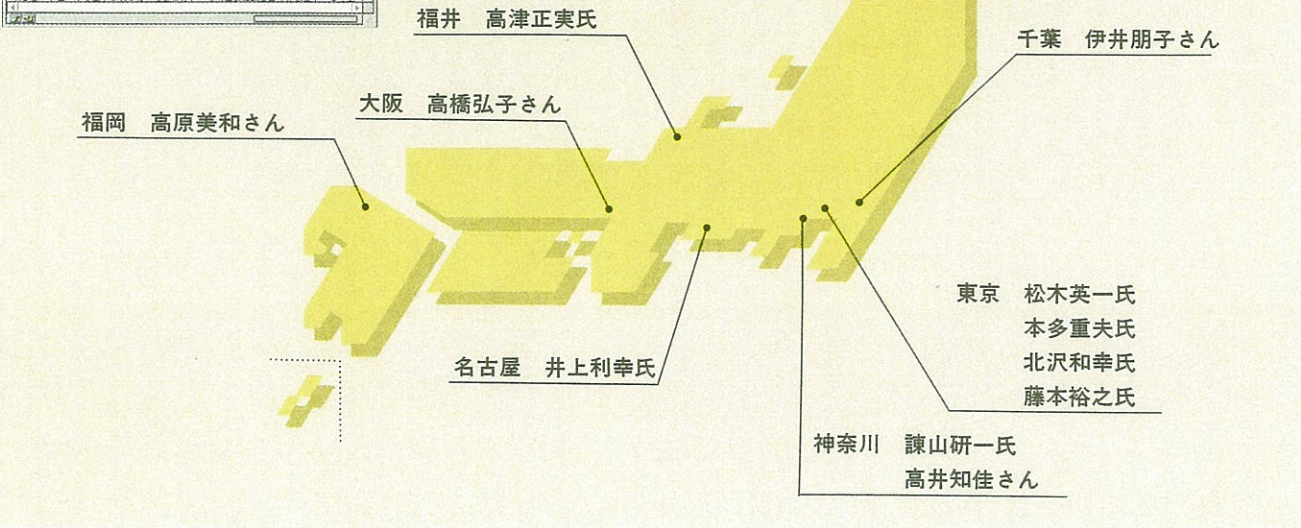 福井　高津正実氏
千葉　伊井朋子さん
大阪　高橋弘子さん
福岡　高原美和さん
東京　松木英一氏
本多重夫氏
北沢和幸氏
藤本裕之氏
名古屋　井上利幸氏
神奈川　諫山研一氏
高井知佳さん